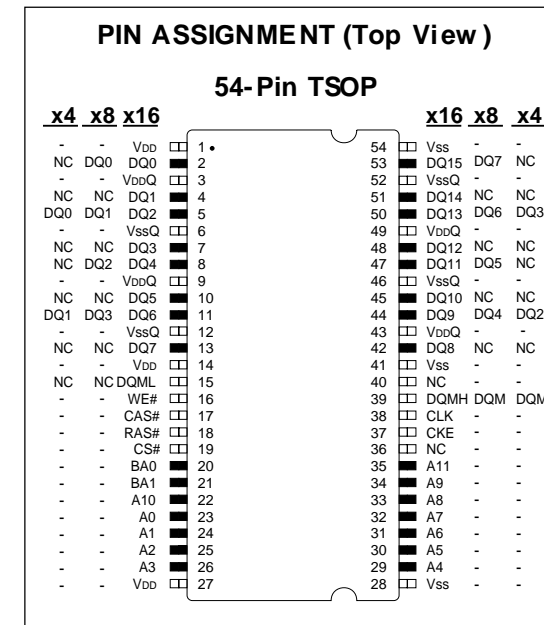 PIN ASSIGNMENT (Top View)
54-Pin TSOP
x4 x8 x16 x16 x8 x4
- - VDD 1 54 Vss - -
NC DQ0 DQ0 2 53 DQ15 DQ7 NC
- - VDDQ 3 52 VssQ - -
NC NC DQ1 4 51 DQ14 NC NC
DQ0 DQ1 DQ2 5 50 DQ13 DQ6 DQ3
- - VssQ 6 49 VDDQ - -
NC NC DQ3 7 48 DQ12 NC NC
NC DQ2 DQ4 8 47 DQ11 DQ5 NC
- - VDDQ 9 46 VssQ - -
NC NC DQ5 10 45 DQ10 NC NC
DQ1 DQ3 DQ6 11 44 DQ9 DQ4 DQ2
- - VssQ 12 43 VDDQ - -
NC NC DQ7 13 42 DQ8 NC NC
- - VDD 14 41 Vss - -
NC NC DQML 15 40 NC - -
- - WE# 16 39 DQMH DQM DQM
- - CAS# 17 38 CLK - -
- - RAS# 18 37 CKE - -
- - CS# 19 36 NC - -
- - BA0 20 35 A11 - -
- - BA1 21 34 A9 - -
- - A10 22 33 A8 - -
- - A0 23 32 A7 - -
- - A1 24 31 A6 - -
- - A2 25 30 A5 - -
- - A3 26 29 A4 - -
- - VDD 27 28 Vss - -